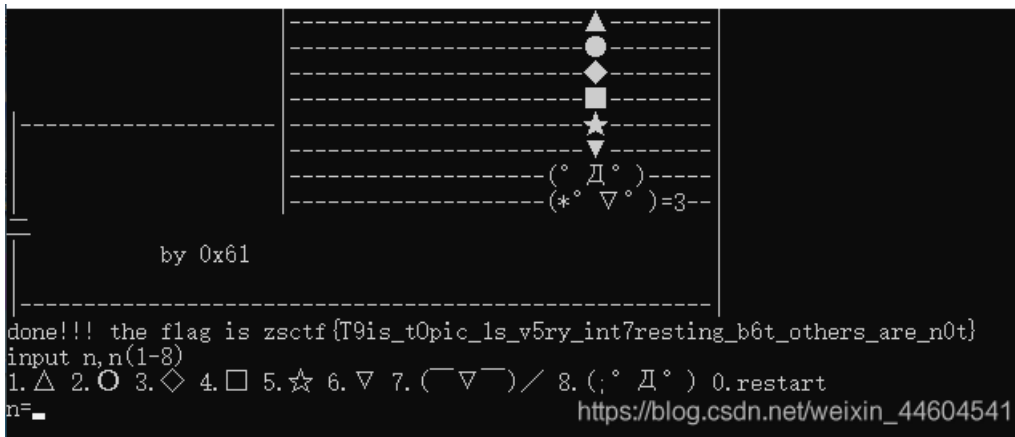 ---------------------▲-------
---------------------●-------
---------------------◆-------
---------------------■-------
|------------------ |---------------------★-------
---------------------▼-------
------------------(°Д°)-----
------------------(*°▽°)=3--
by 0x61
|------------------------------------------------|
done!!! the flag is zsctf{T9is_tOpic_1s_v5ry_int7resting_b6t_others_are_n0t}
input n,n(1-8)
1.△ 2.○ 3.◇ 4.□ 5.☆ 6.▽ 7.(￣▽￣)／ 8.(;°Д°) 0.restart
n=
https://blog.csdn.net/weixin_44604541